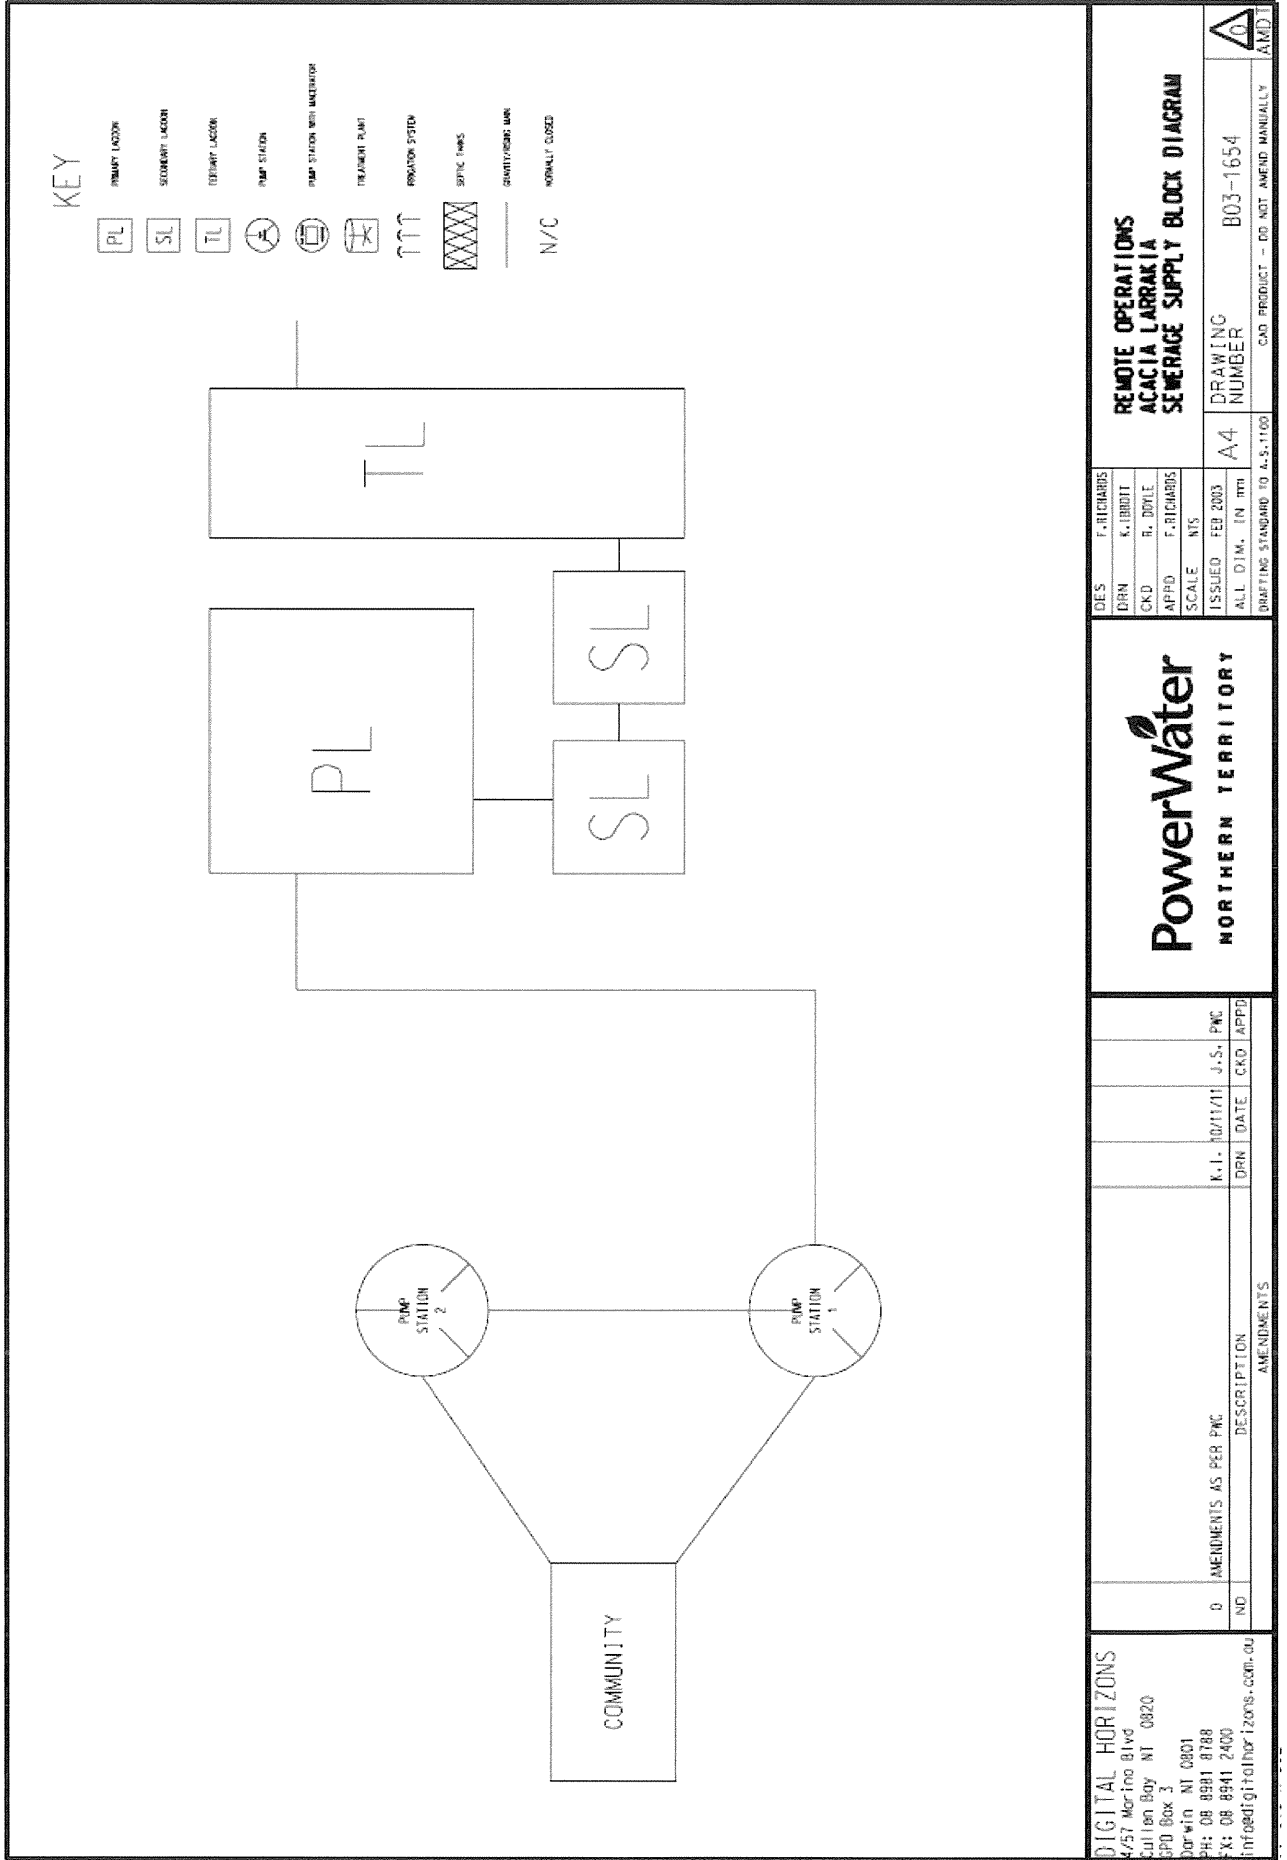 KEY
PL PRIMARY LAGOON
SL SECONDARY LAGOON
TL TERTIARY LAGOON
PUMP STATION
PUMP STATION WITH MACERATOR
TREATMENT PLANT
IRRIGATION SYSTEM
SEPTIC TANKS
GRAVITY/RISING MAIN
N/C NORMALLY CLOSED
COMMUNITY
PUMP
STATION
2
PUMP
STATION
1
PL
SL
SL
TL
DIGITAL HORIZONS
4/57 Marina Blvd
Cullen Bay NT 0820
GPO Box 3
Darwin NT 0801
PH: 08 8981 8788
FX: 08 8941 2400
info@digitalhorizons.com.au
0 AMENDMENTS AS PER PWC K.I. 10/11/11 J.S. PWC
NO DESCRIPTION DRN DATE CKD APPD
AMENDMENTS
PowerWater
NORTHERN TERRITORY
DES F.RICHARDS
DRN K.IBBOTT
CKD R. DOYLE
APPD F.RICHARDS
SCALE NTS
ISSUED FEB 2003
ALL DIM. IN mm
DRAFTING STANDARD TO A.S.1100
REMOTE OPERATIONS
ACACIA LARRAKIA
SEWERAGE SUPPLY BLOCK DIAGRAM
A4 DRAWING NUMBER B03-1654
0
CAD PRODUCT - DO NOT AMEND MANUALLY
AMDT